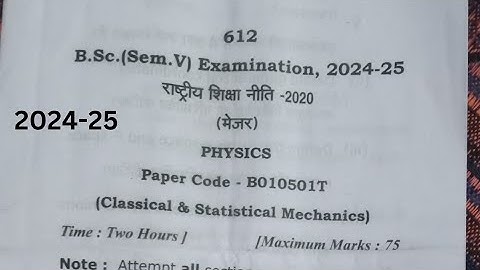 612
B.Sc.(Sem.V) Examination, 2024-25
राष्ट्रीय शिक्षा नीति -2020
2024-25
(मेजर)
PHYSICS
Paper Code - B010501T
(Classical & Statistical Mechanics)
Time : Two Hours ] [Maximum Marks : 75
Note : Attempt all